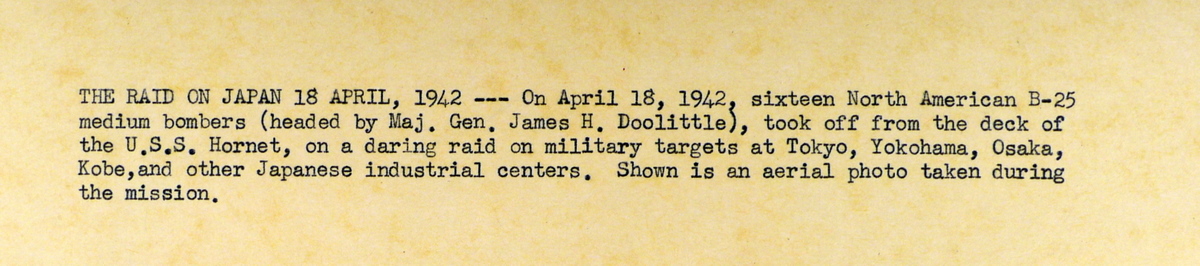 THE RAID ON JAPAN 18 APRIL, 1942 --- On April 18, 1942, sixteen North American B-25
medium bombers (headed by Maj. Gen. James H. Doolittle), took off from the deck of
the U.S.S. Hornet, on a daring raid on military targets at Tokyo, Yokohama, Osaka,
Kobe,and other Japanese industrial centers.  Shown is an aerial photo taken during
the mission.